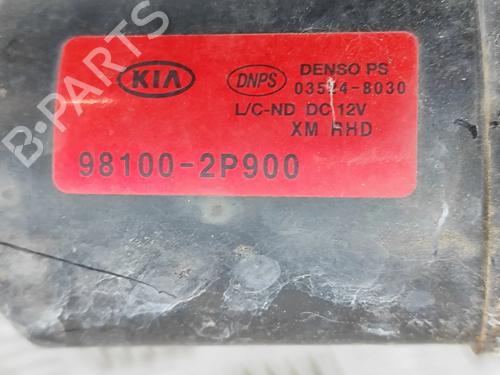 B-PARTS
KIA
DNPS
DENSO PS
03524-8030
L/C-ND DC 12V
XM RHD
98100-2P900